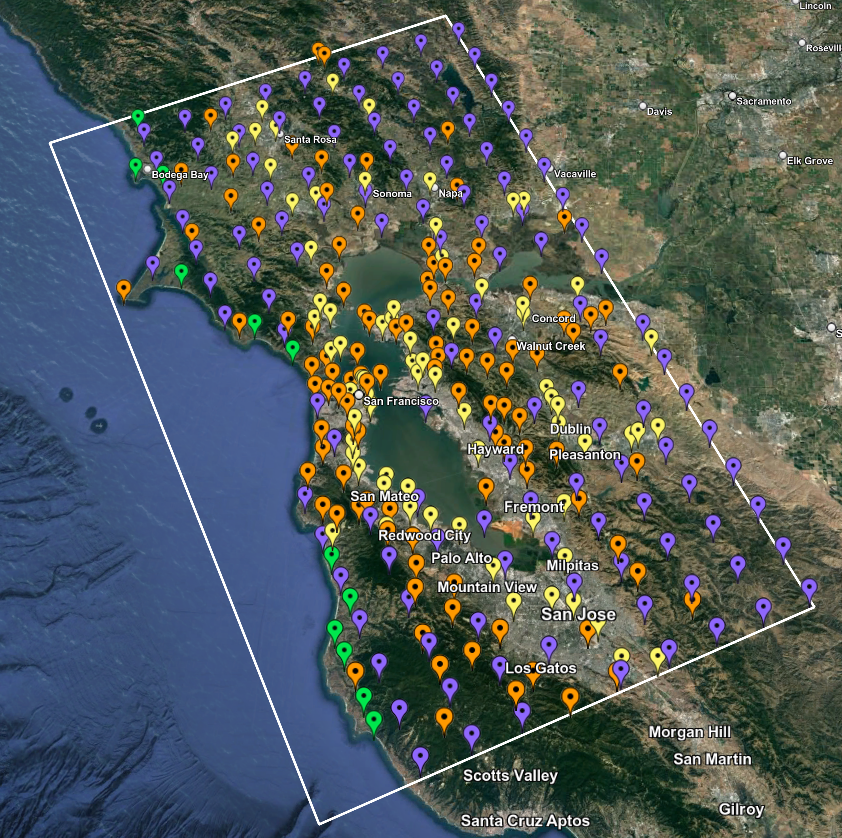 Lincoln
Rosevill
Sacramento
Davis
Santa Rosa
Elk Grove
Bodega Bay
Vacaville
Sonoma
Napa
Concord
S
Walnut Creek
San Francisco
Dublin
Hayward
Pleasanton
San Mateo
Fremont
Redwood City
Palo Alto
Milpitas
Mountain View
San Jose
Los Gatos
Morgan Hill
San Martin
Scotts Valley
Gilroy
Santa Cruz Aptos